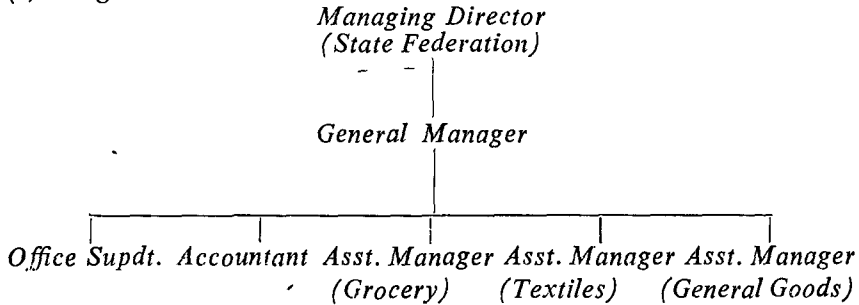 Managing Director
(State Federation)
General Manager
Office Supdt. Accountant Asst. Manager Asst. Manager Asst. Manager
(Grocery) (Textiles) (General Goods)